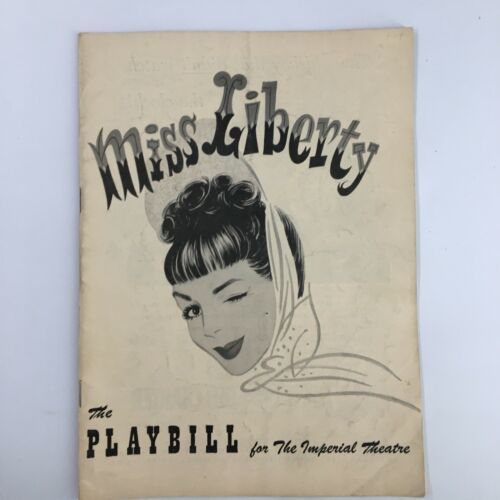 Miss Liberty
The
PLAYBILL for The Imperial Theatre